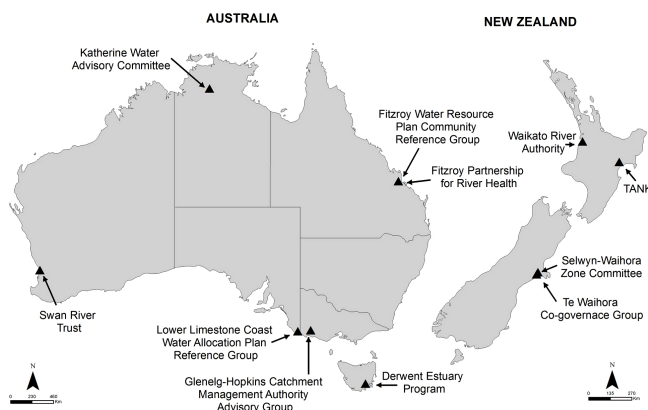 AUSTRALIA
NEW ZEALAND
Katherine Water
Advisory Committee
Fitzroy Water Resource
Plan Community
Reference Group
Fitzroy Partnership
for River Health
Waikato River
Authority
TANK
Selwyn-Waihora
Zone Committee
Te Waihora
Co-governace Group
Swan River
Trust
Lower Limestone Coast
Water Allocation Plan
Reference Group
Glenelg-Hopkins Catchment
Management Authority
Advisory Group
Derwent Estuary
Program
N
0 230 460
Km
N
0 135 270
Km